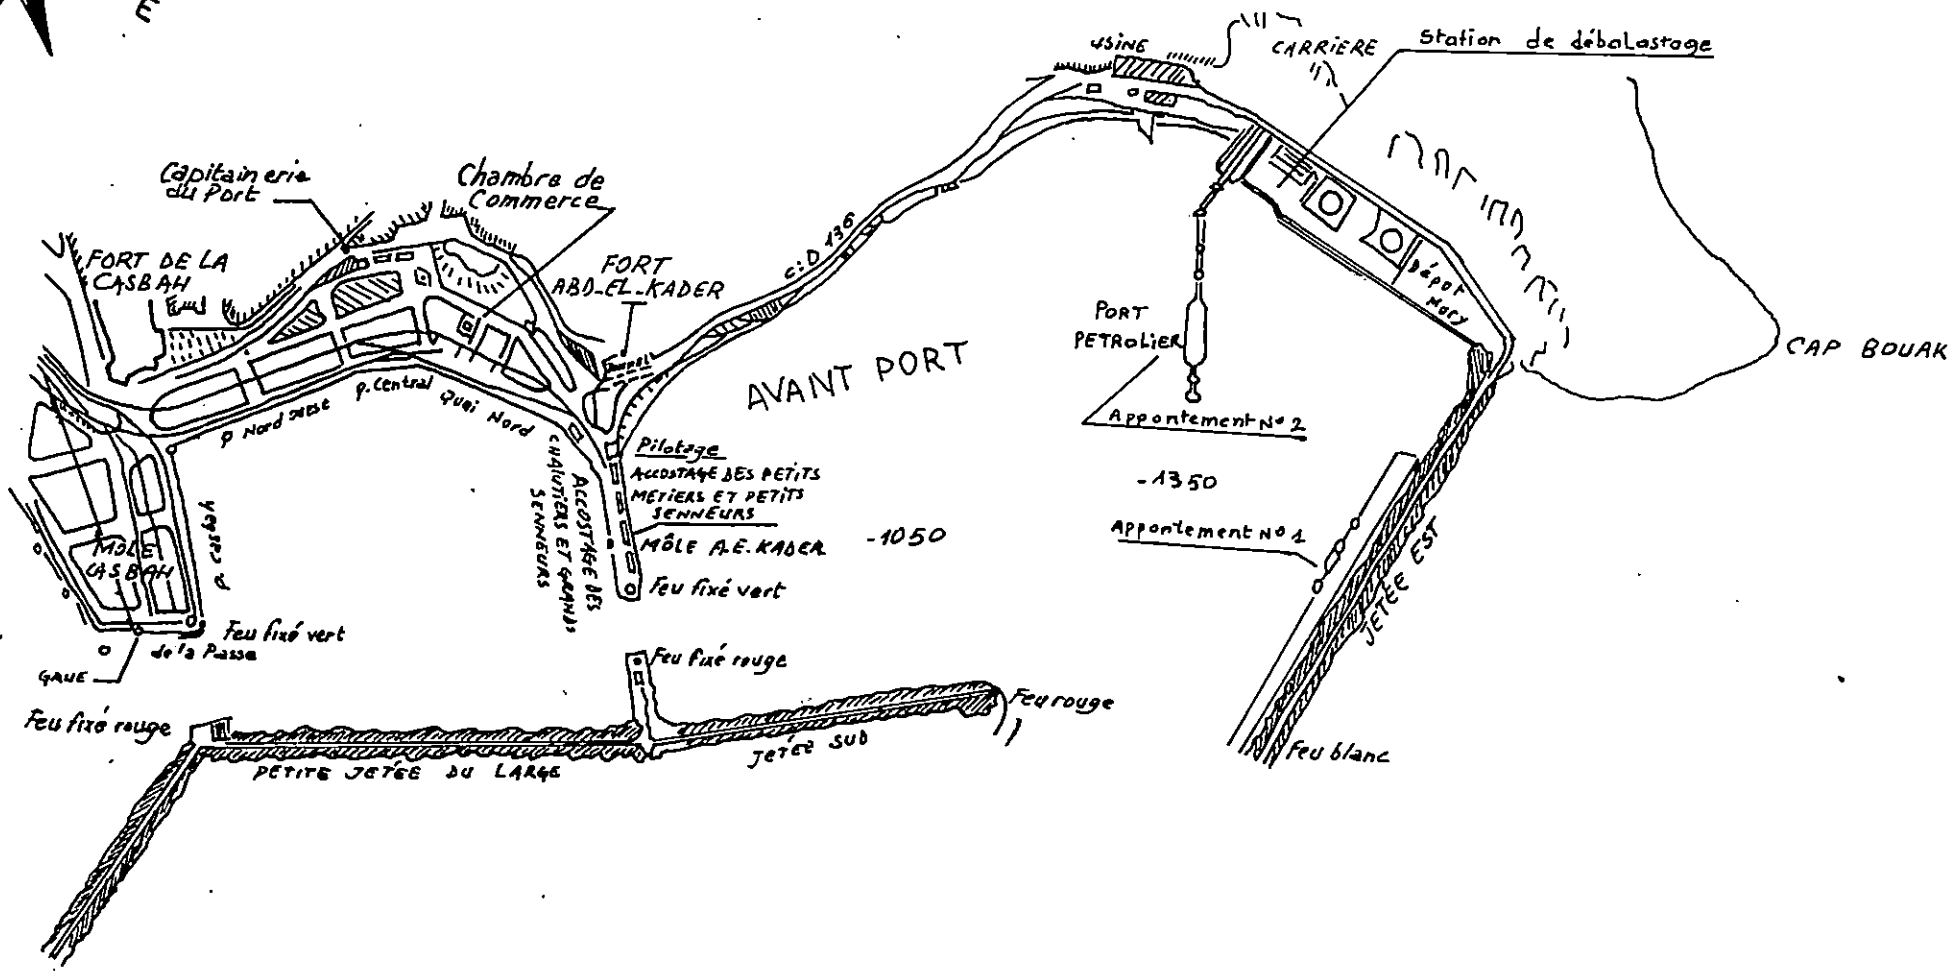 E
USINE
CARRIERE
Station de débalastage
Capitainerie
du Port
Chambre de
Commerce
FORT DE LA
CASBAH
FORT
ABD-EL-KADER
C:D 136
Dépot
Mory
PORT
PETROLIER
CAP BOUAK
AVANT PORT
Appontement N° 2
P. Central
Quai Nord
Pilotage
ACCOSTAGE DES PETITS
METIERS ET PETITS
SENNEURS
MÔLE A.E. KADER
-1050
-1350
Appontement N° 1
ACCOSTAGE DES
CHALUTIERS ET GRANDS
SENNEURS
MÔLE
CASBAH
Feu fixé vert
Feu fixé vert
de la Passe
JETÉE EST
Feu fixé rouge
Feu fixé rouge
Feu rouge
PETITE JETÉE DU LARGE
JETÉE SUD
Feu blanc